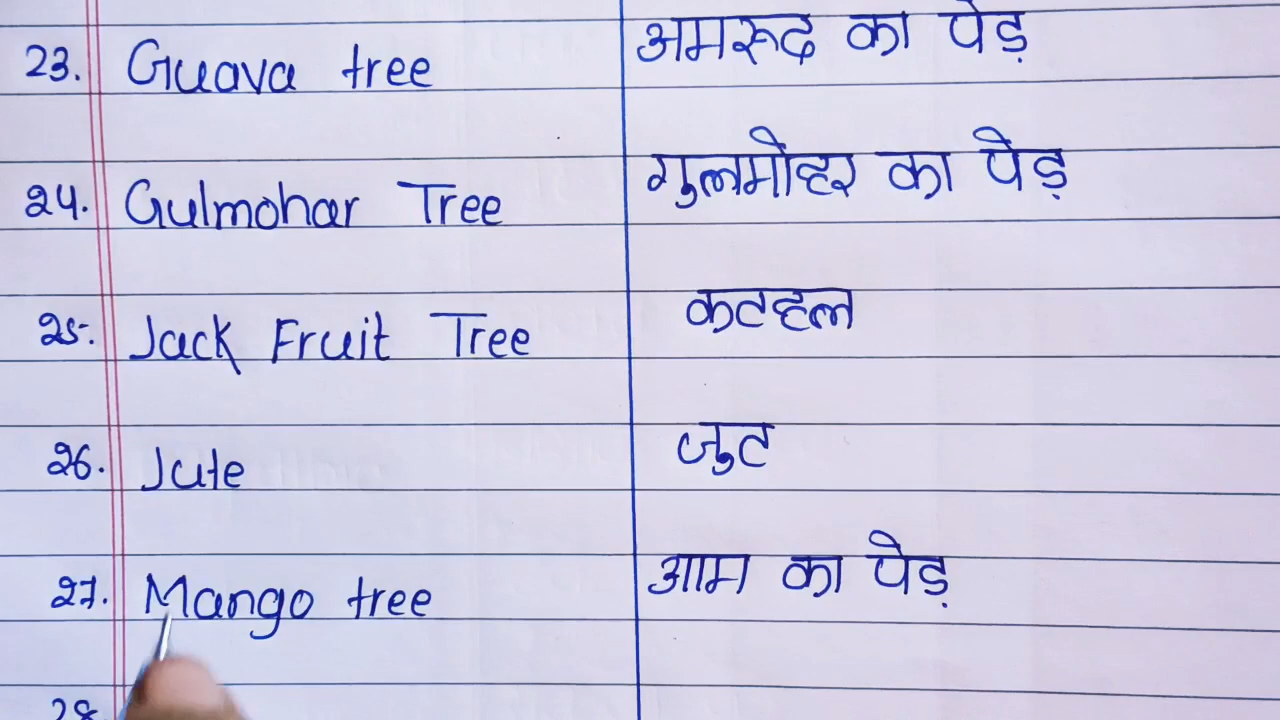 23. Guava tree अमरूद का पेड़
24. Gulmohar Tree गुलमोहर का पेड़
25. Jack Fruit Tree कटहल
26. Jute जुट
27. Mango tree आम का पेड़
28.